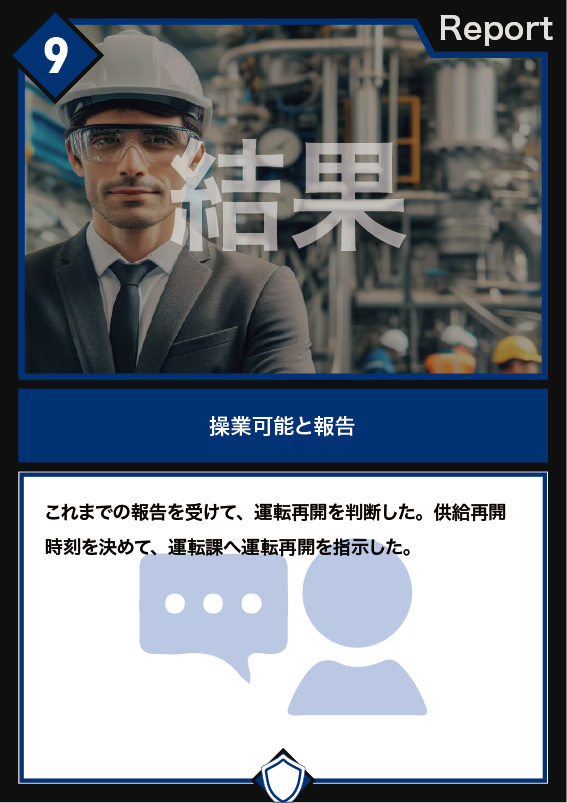 9
Report
結果
操業可能と報告
これまでの報告を受けて、運転再開を判断した。供給再開
時刻を決めて、運転課へ運転再開を指示した。